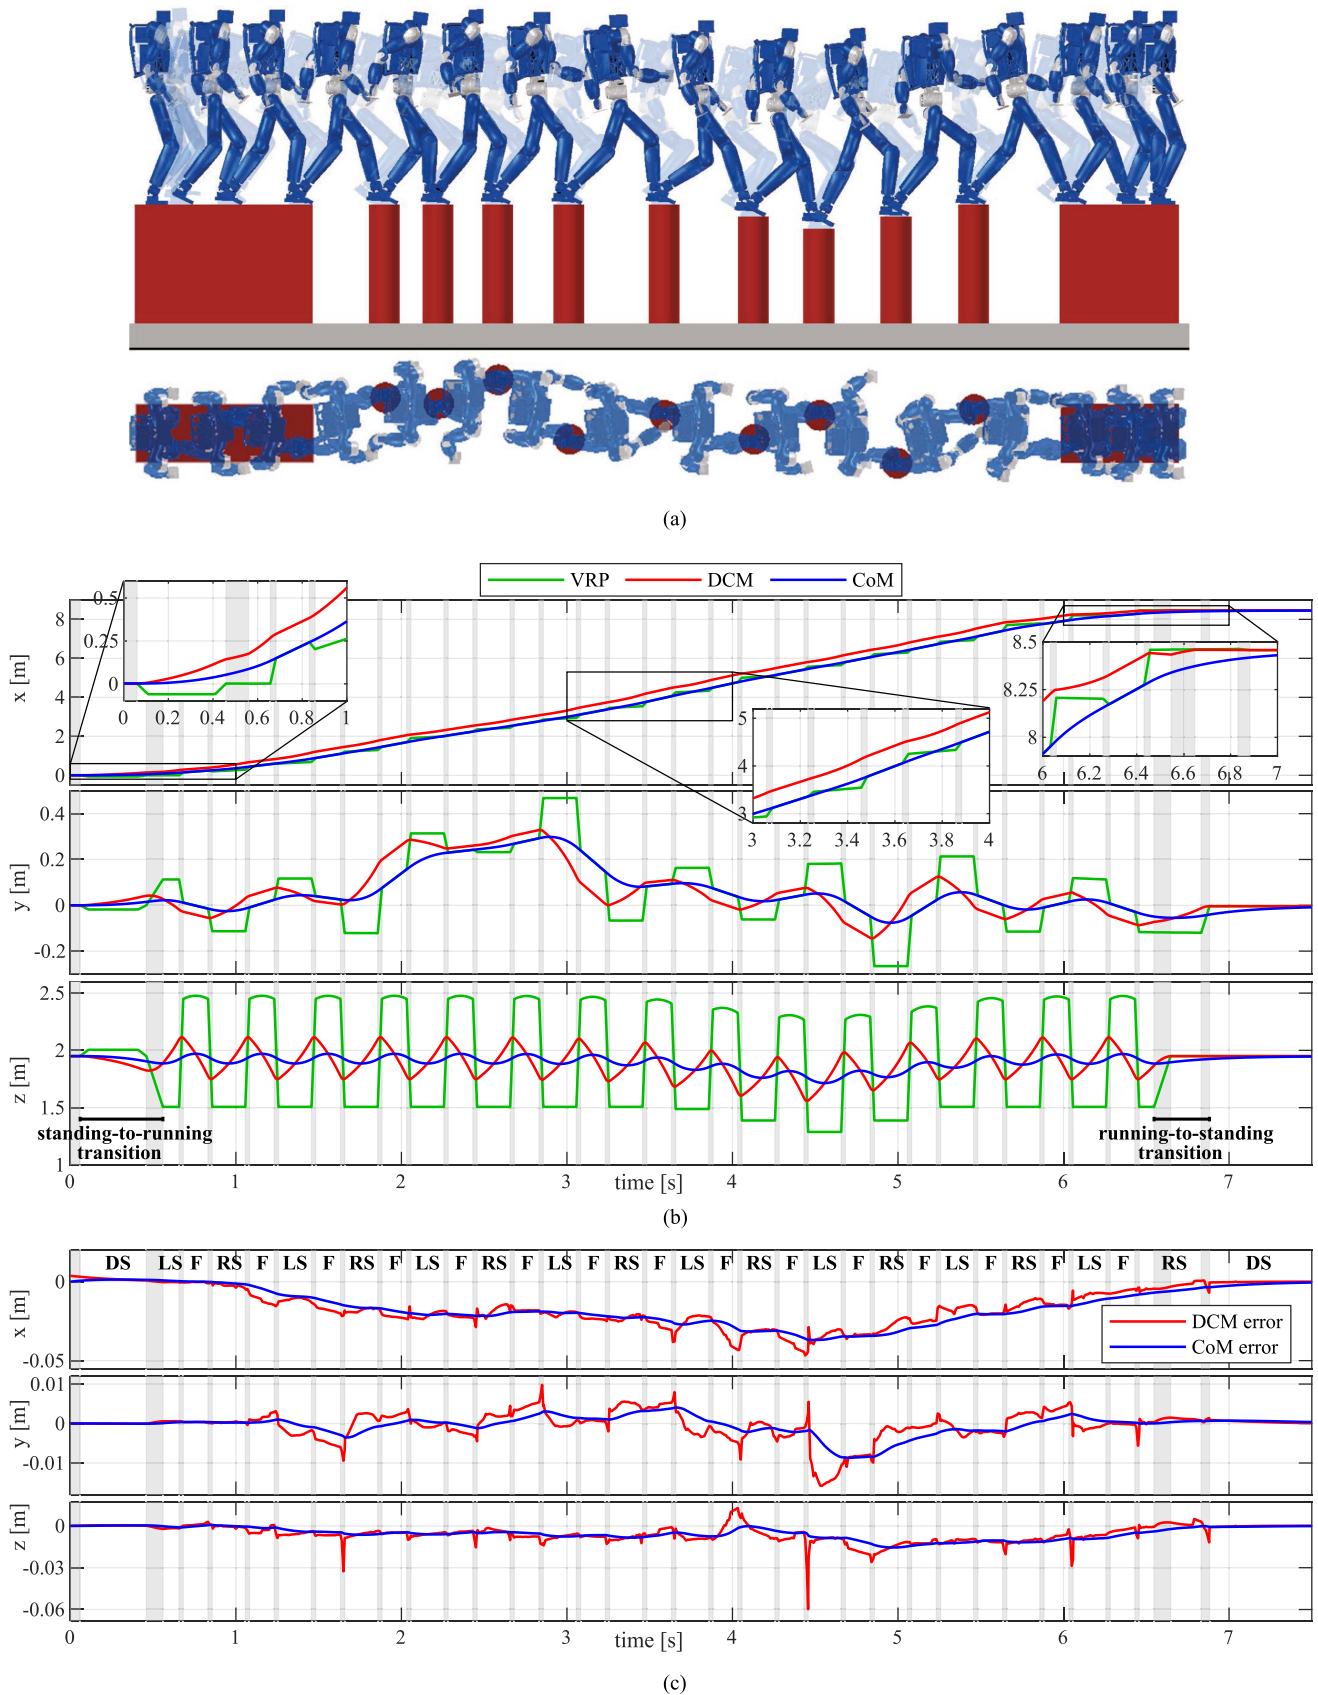 (a)
VRP DCM CoM
x [m]
8
6
4
2
0
0.5
0.25
0
0 0.2 0.4 0.6 0.8 1
5
4
3
3 3.2 3.4 3.6 3.8 4
8.5
8.25
8
6 6.2 6.4 6.6 6.8 7
y [m]
0.4
0.2
0
-0.2
z [m]
2.5
2
1.5
1
standing-to-running
transition
running-to-standing
transition
0 1 2 3 4 5 6 7
time [s]
(b)
DS LS F RS F LS F RS F LS F RS F LS F RS F LS F RS F LS F RS F LS F RS F LS F RS DS
x [m]
0
-0.05
DCM error
CoM error
y [m]
0.01
0
-0.01
z [m]
0
-0.03
-0.06
0 1 2 3 4 5 6 7
time [s]
(c)